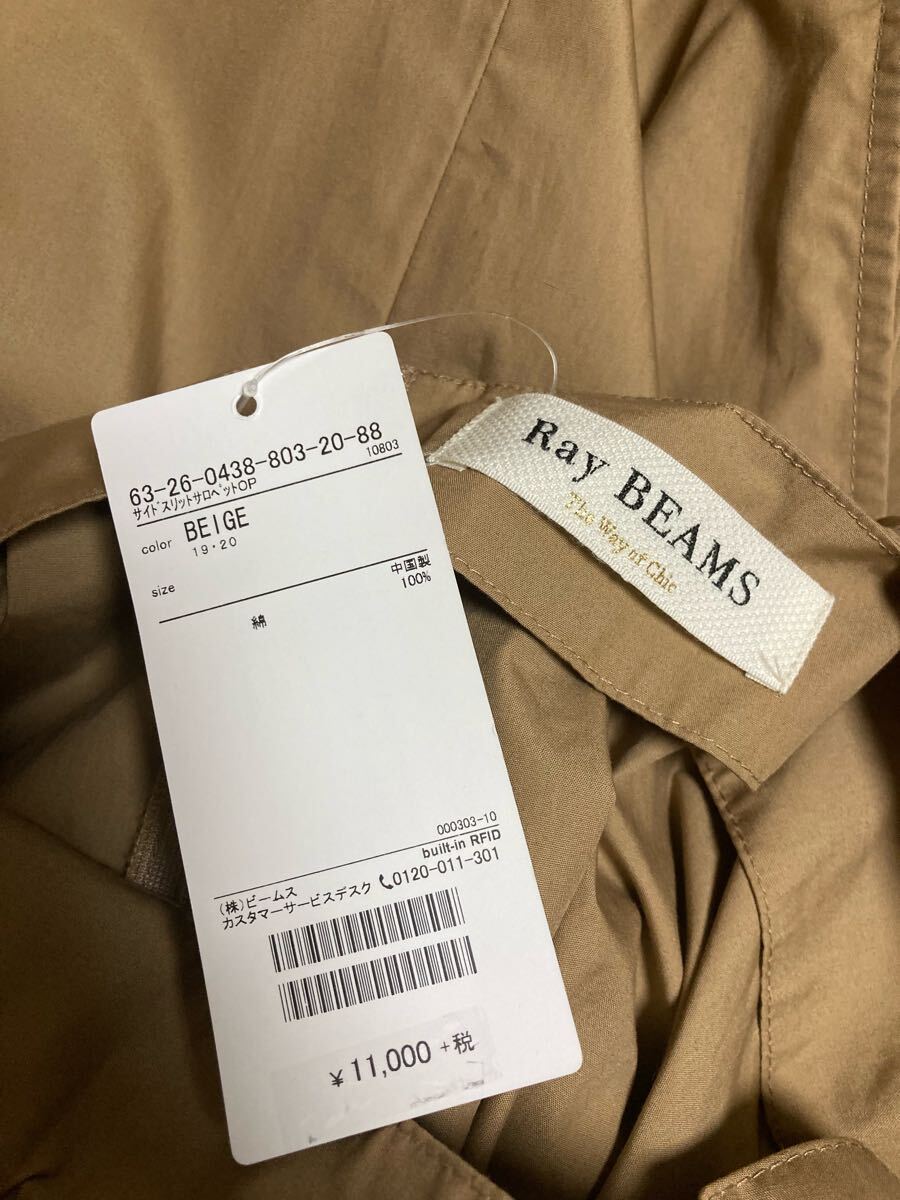 63-26-0438-803-20-88
10803
サイドスリットサロペットOP
color BEIGE
19・20
size
中国製
綿 100%
000303-10
built-in RFID
(株)ビームス
カスタマーサービスデスク 0120-011-301
¥11,000 +税
Ray BEAMS
The Way of Chic